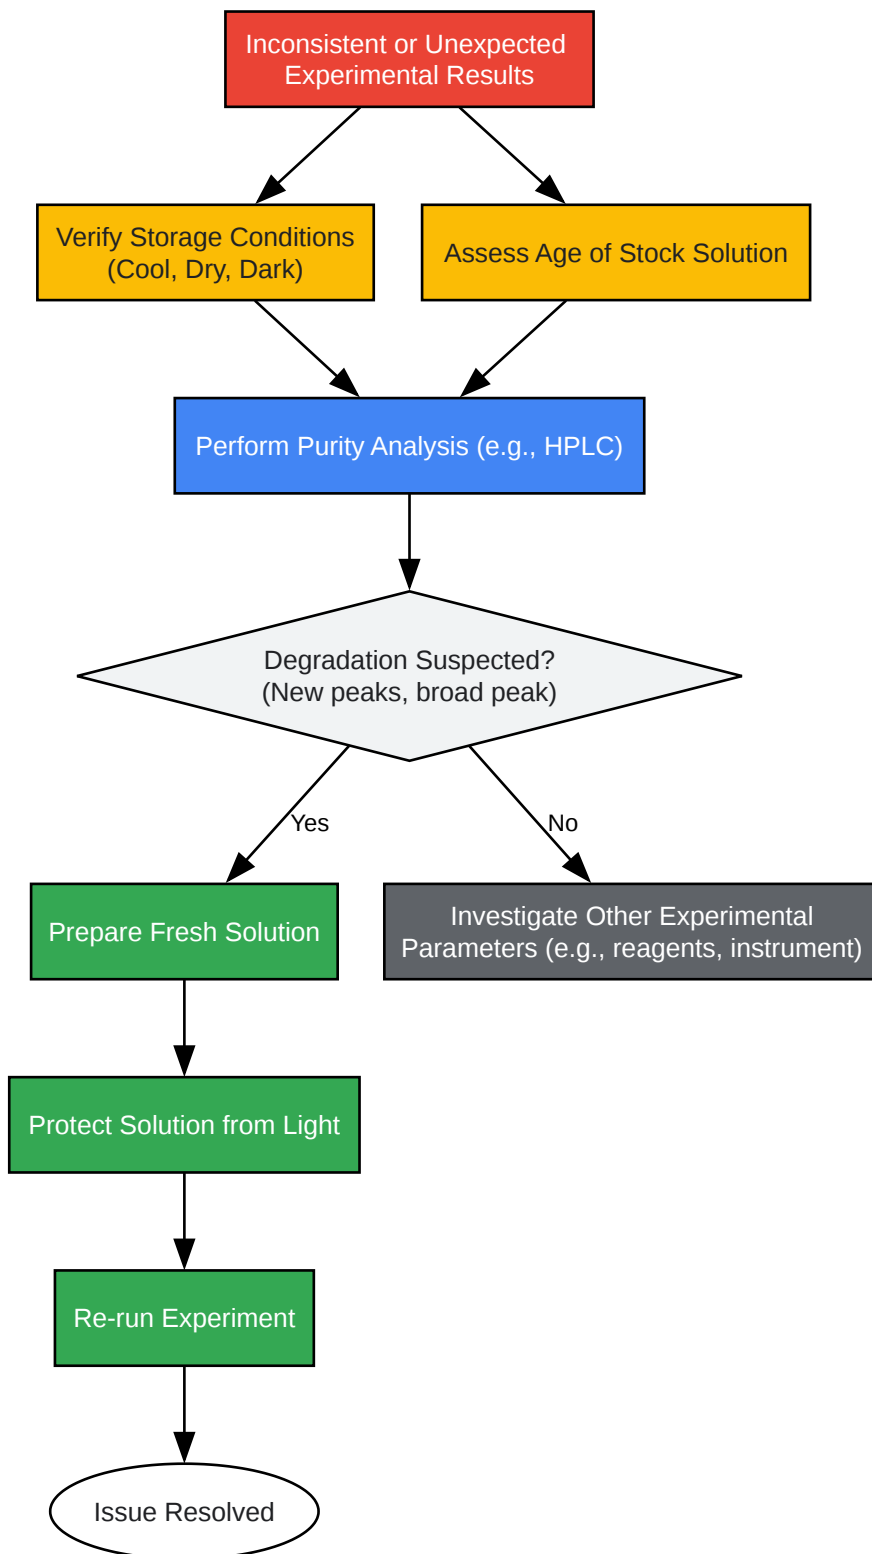 Inconsistent or Unexpected
Experimental Results
Verify Storage Conditions
(Cool, Dry, Dark)
Assess Age of Stock Solution
Perform Purity Analysis (e.g., HPLC)
Degradation Suspected?
(New peaks, broad peak)
Yes
No
Prepare Fresh Solution
Investigate Other Experimental
Parameters (e.g., reagents, instrument)
Protect Solution from Light
Re-run Experiment
Issue Resolved